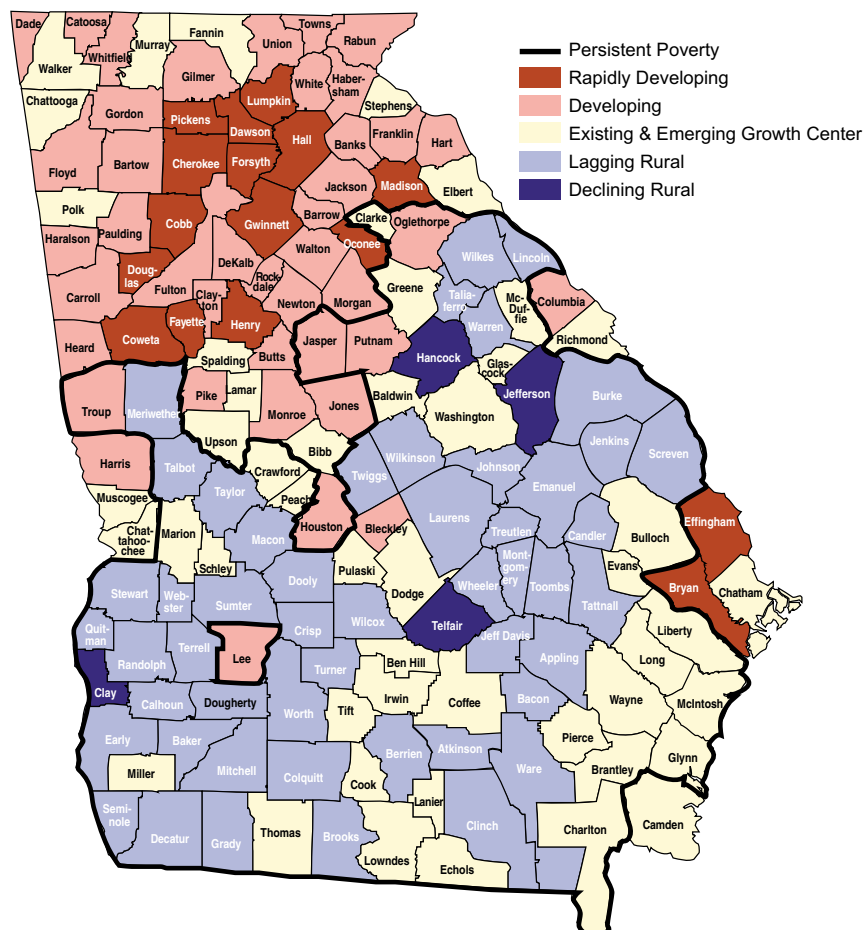 Dade
Catoosa
Whitfield
Murray
Fannin
Union
Towns
Rabun
Walker
Gilmer
White
Haber-
sham
Chattooga
Gordon
Pickens
Lumpkin
Dawson
Hall
Stephens
Banks
Franklin
Hart
Floyd
Bartow
Cherokee
Forsyth
Jackson
Madison
Elbert
Polk
Haralson
Paulding
Cobb
Gwinnett
Barrow
Clarke
Oconee
Oglethorpe
Wilkes
Lincoln
Carroll
Doug-
las
Fulton
DeKalb
Rock-
dale
Walton
Newton
Morgan
Greene
Talia-
ferro
Mc-
Duf-
fie
Columbia
Warren
Richmond
Heard
Coweta
Fayette
Clay-
ton
Henry
Spalding
Butts
Jasper
Putnam
Hancock
Glas-
cock
Jefferson
Burke
Troup
Meriwether
Pike
Lamar
Monroe
Jones
Baldwin
Washington
Jenkins
Screven
Upson
Bibb
Harris
Talbot
Crawford
Twiggs
Wilkinson
Johnson
Emanuel
Muscogee
Chat-
tahoo-
chee
Marion
Taylor
Peach
Houston
Bleckley
Laurens
Treutlen
Candler
Bulloch
Effingham
Macon
Schley
Pulaski
Dodge
Wheeler
Mont-
gom-
ery
Toombs
Tattnall
Evans
Bryan
Chatham
Stewart
Web-
ster
Sumter
Dooly
Wilcox
Telfair
Jeff Davis
Appling
Liberty
Long
Quit-
man
Randolph
Terrell
Lee
Crisp
Turner
Ben Hill
Irwin
Coffee
Bacon
Wayne
McIntosh
Clay
Calhoun
Dougherty
Worth
Tift
Pierce
Early
Baker
Mitchell
Colquitt
Berrien
Atkinson
Ware
Brantley
Glynn
Miller
Cook
Lanier
Clinch
Charlton
Camden
Semi-
nole
Decatur
Grady
Thomas
Brooks
Lowndes
Echols
Persistent Poverty
Rapidly Developing
Developing
Existing & Emerging Growth Center
Lagging Rural
Declining Rural